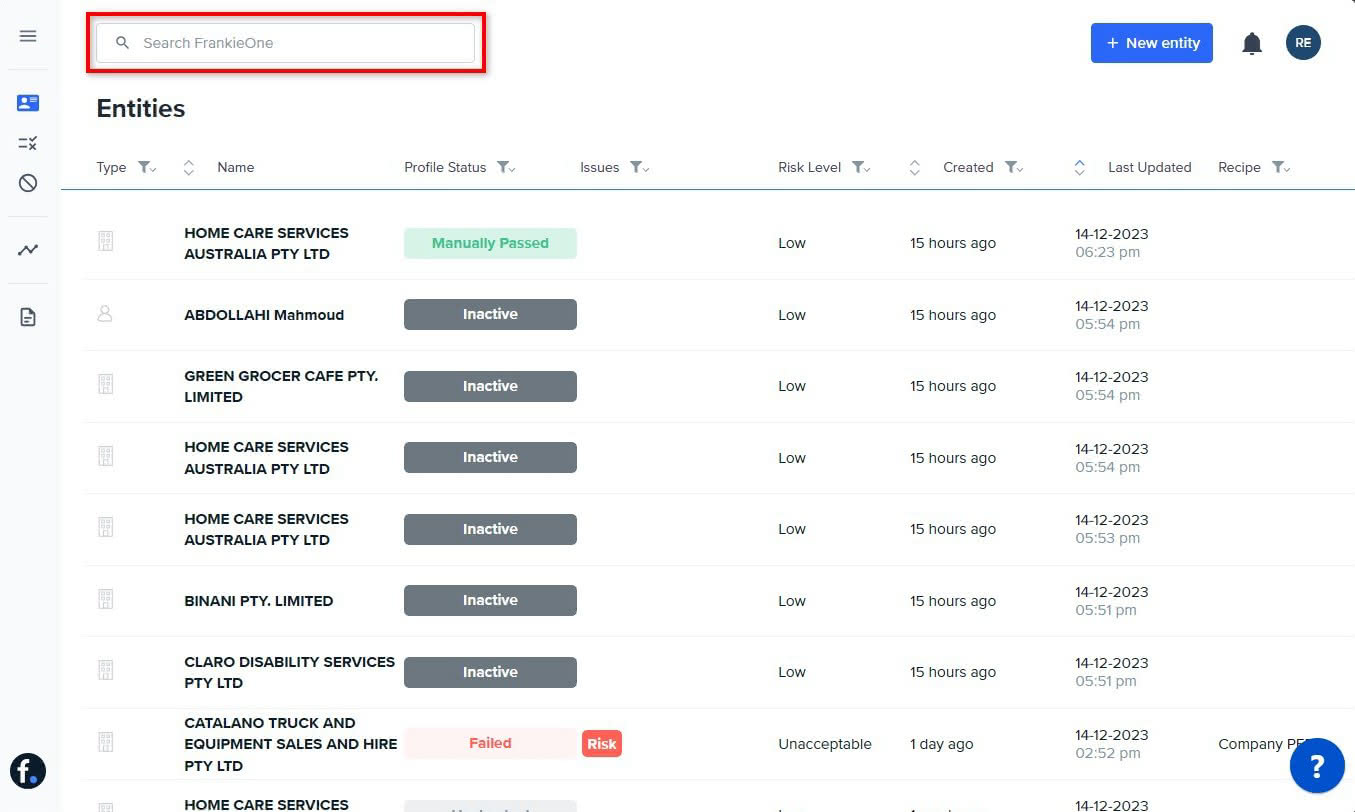 Search FrankieOne
+ New entity
RE
Entities
Type
Name
Profile Status
Issues
Risk Level
Created
Last Updated
Recipe
HOME CARE SERVICES
AUSTRALIA PTY LTD
Manually Passed
Low
15 hours ago
14-12-2023
06:23 pm
ABDOLLAHI Mahmoud
Inactive
Low
15 hours ago
14-12-2023
05:54 pm
GREEN GROCER CAFE PTY.
LIMITED
Inactive
Low
15 hours ago
14-12-2023
05:54 pm
HOME CARE SERVICES
AUSTRALIA PTY LTD
Inactive
Low
15 hours ago
14-12-2023
05:54 pm
HOME CARE SERVICES
AUSTRALIA PTY LTD
Inactive
Low
15 hours ago
14-12-2023
05:53 pm
BINANI PTY. LIMITED
Inactive
Low
15 hours ago
14-12-2023
05:51 pm
CLARO DISABILITY SERVICES
PTY LTD
Inactive
Low
15 hours ago
14-12-2023
05:51 pm
CATALANO TRUCK AND
EQUIPMENT SALES AND HIRE
PTY LTD
Failed
Risk
Unacceptable
1 day ago
14-12-2023
02:52 pm
Company
?
f.
HOME CARE SERVICES
14-12-2023